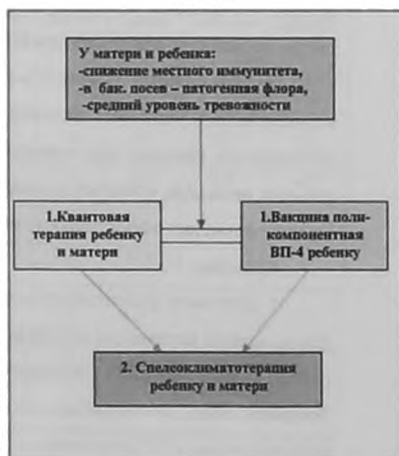 У матери и ребенка:
-снижение местного иммунитета,
-в бак. посев – патогенная флора,
-средний уровень тревожности
1.Квантовая
терапия ребенку
и матери
1.Вакцина поли-
компонентная
ВП-4 ребенку
2. Спелеоклиматотерапия
ребенку и матери